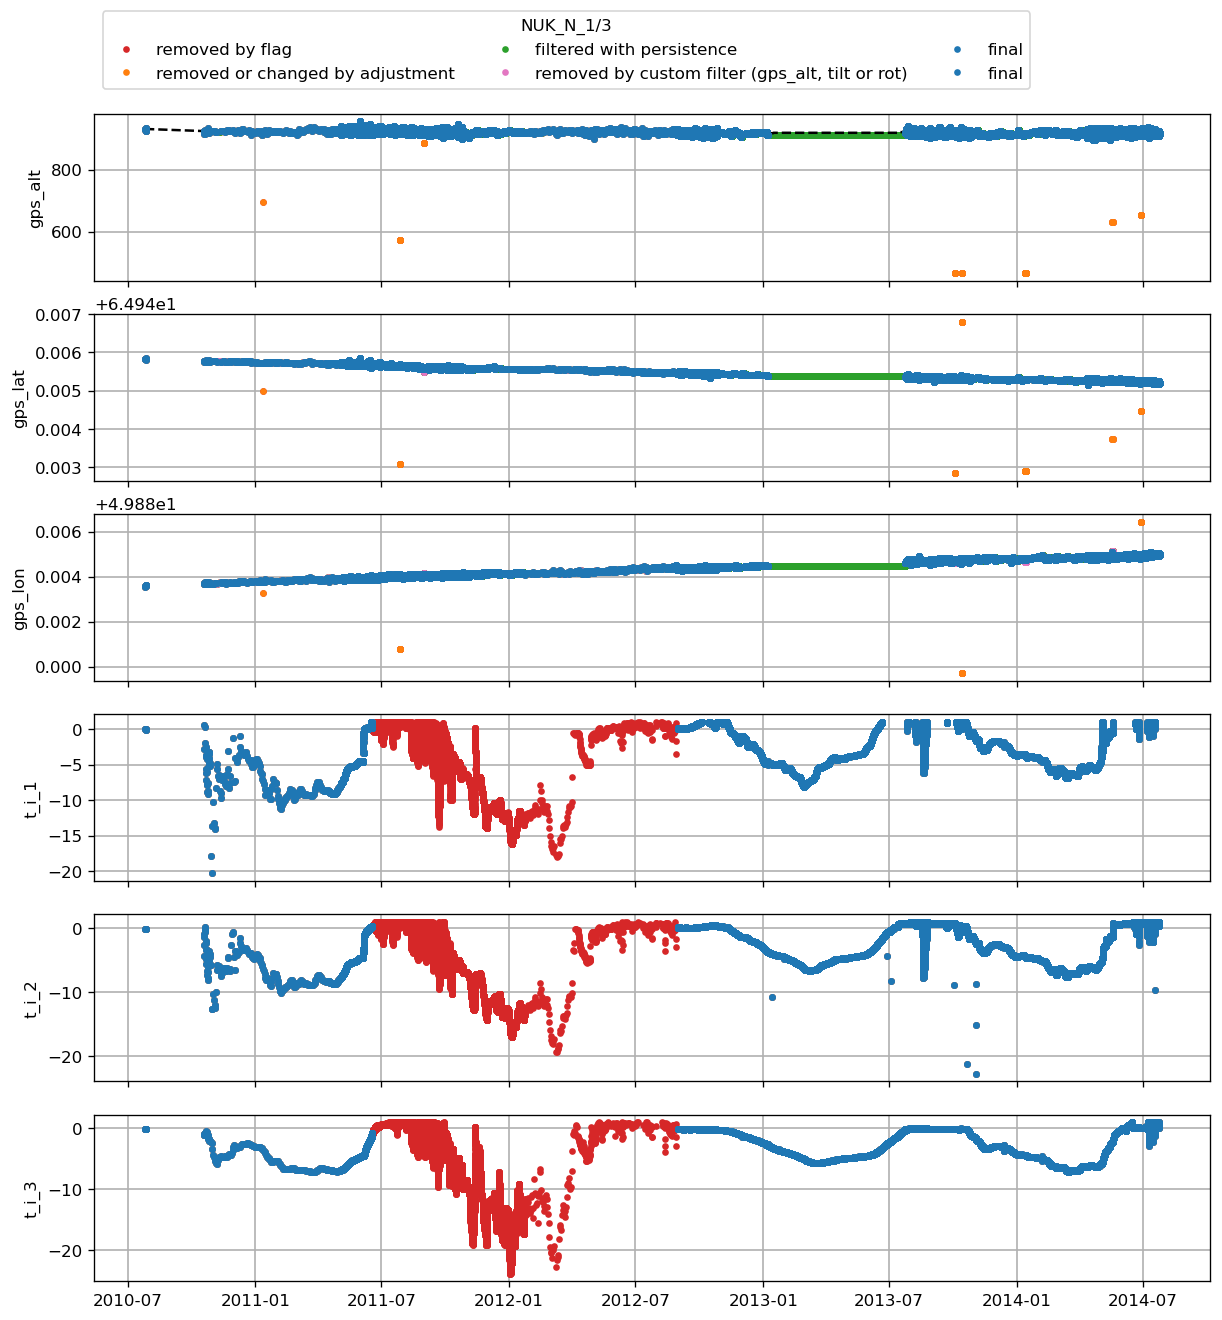 NUK_N_1/3
removed by flag
filtered with persistence
final
removed or changed by adjustment
removed by custom filter (gps_alt, tilt or rot)
final
gps_alt
800
600
+6.494e1
gps_lat
0.007
0.006
0.005
0.004
0.003
+4.988e1
gps_lon
0.006
0.004
0.002
0.000
t_i_1
0
−5
−10
−15
−20
t_i_2
0
−10
−20
t_i_3
0
−10
−20
2010-07 2011-01 2011-07 2012-01 2012-07 2013-01 2013-07 2014-01 2014-07